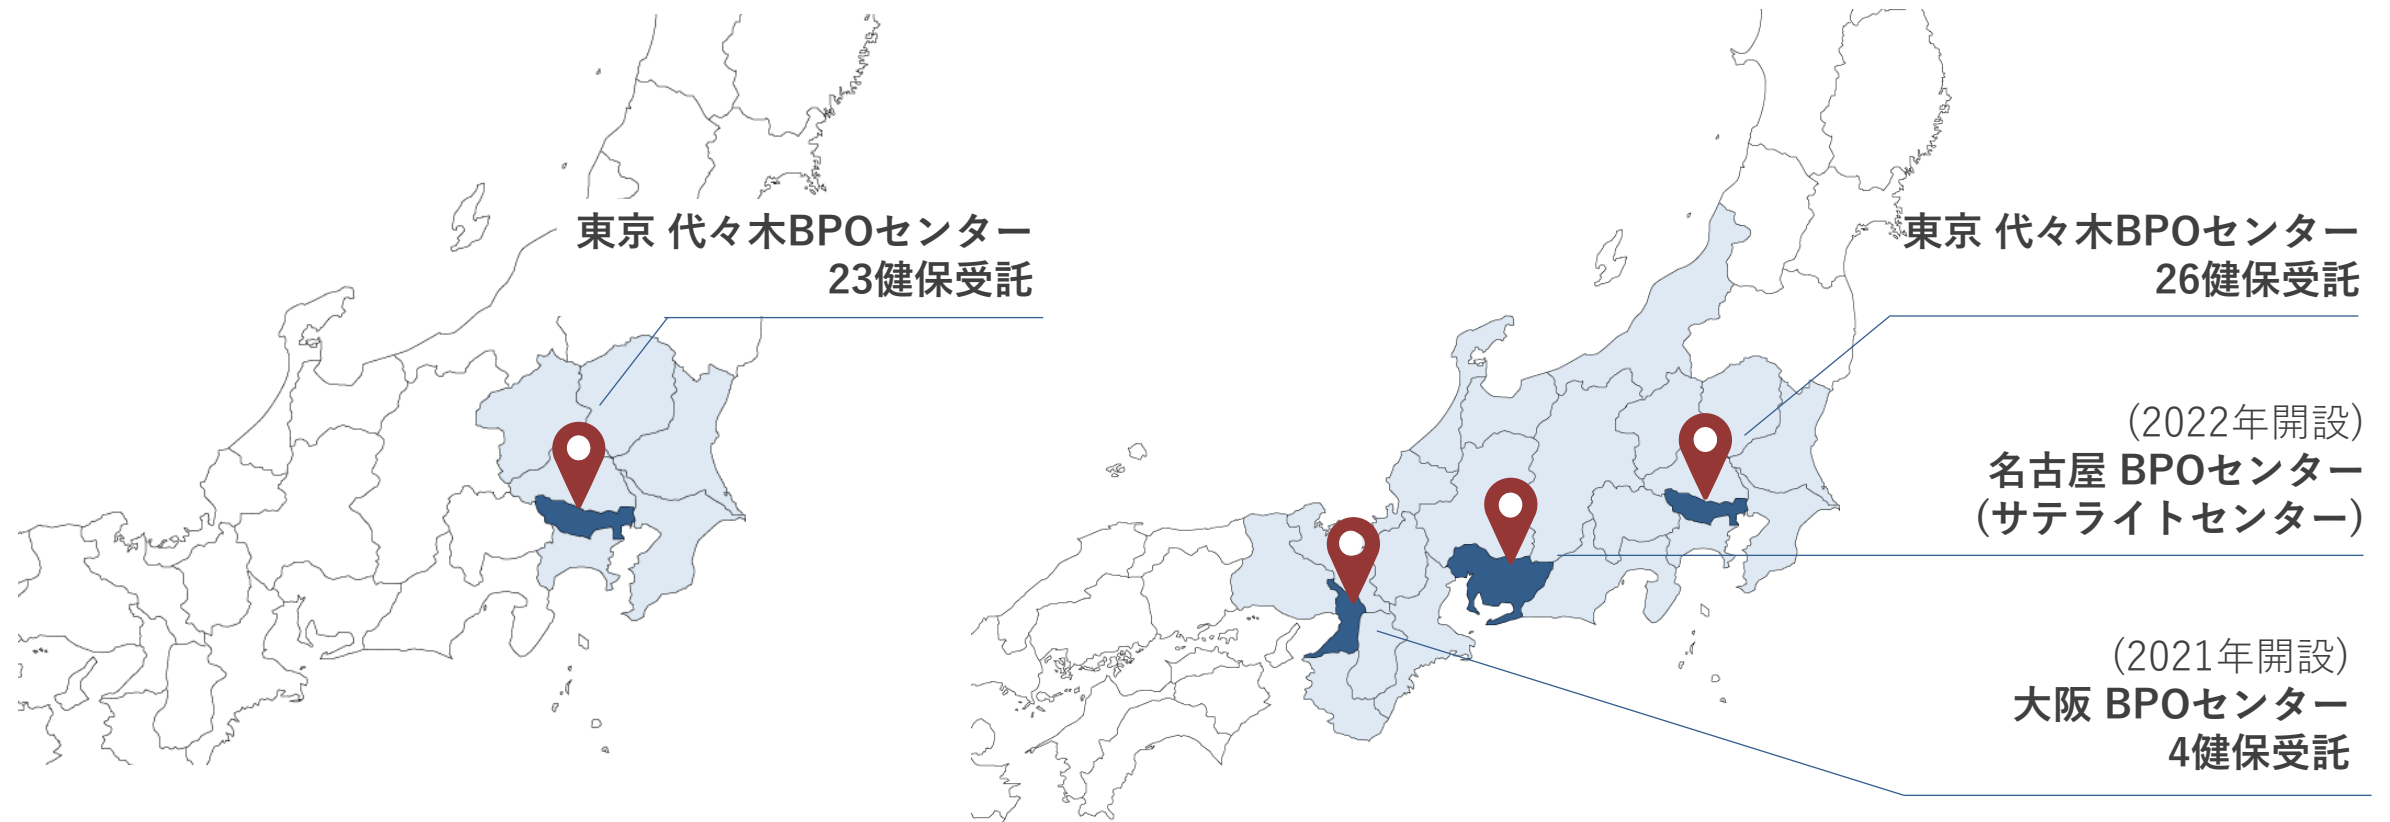 東京 代々木BPOセンター
23健保受託
東京 代々木BPOセンター
26健保受託
(2022年開設)
名古屋 BPOセンター
(サテライトセンター)
(2021年開設)
大阪 BPOセンター
4健保受託